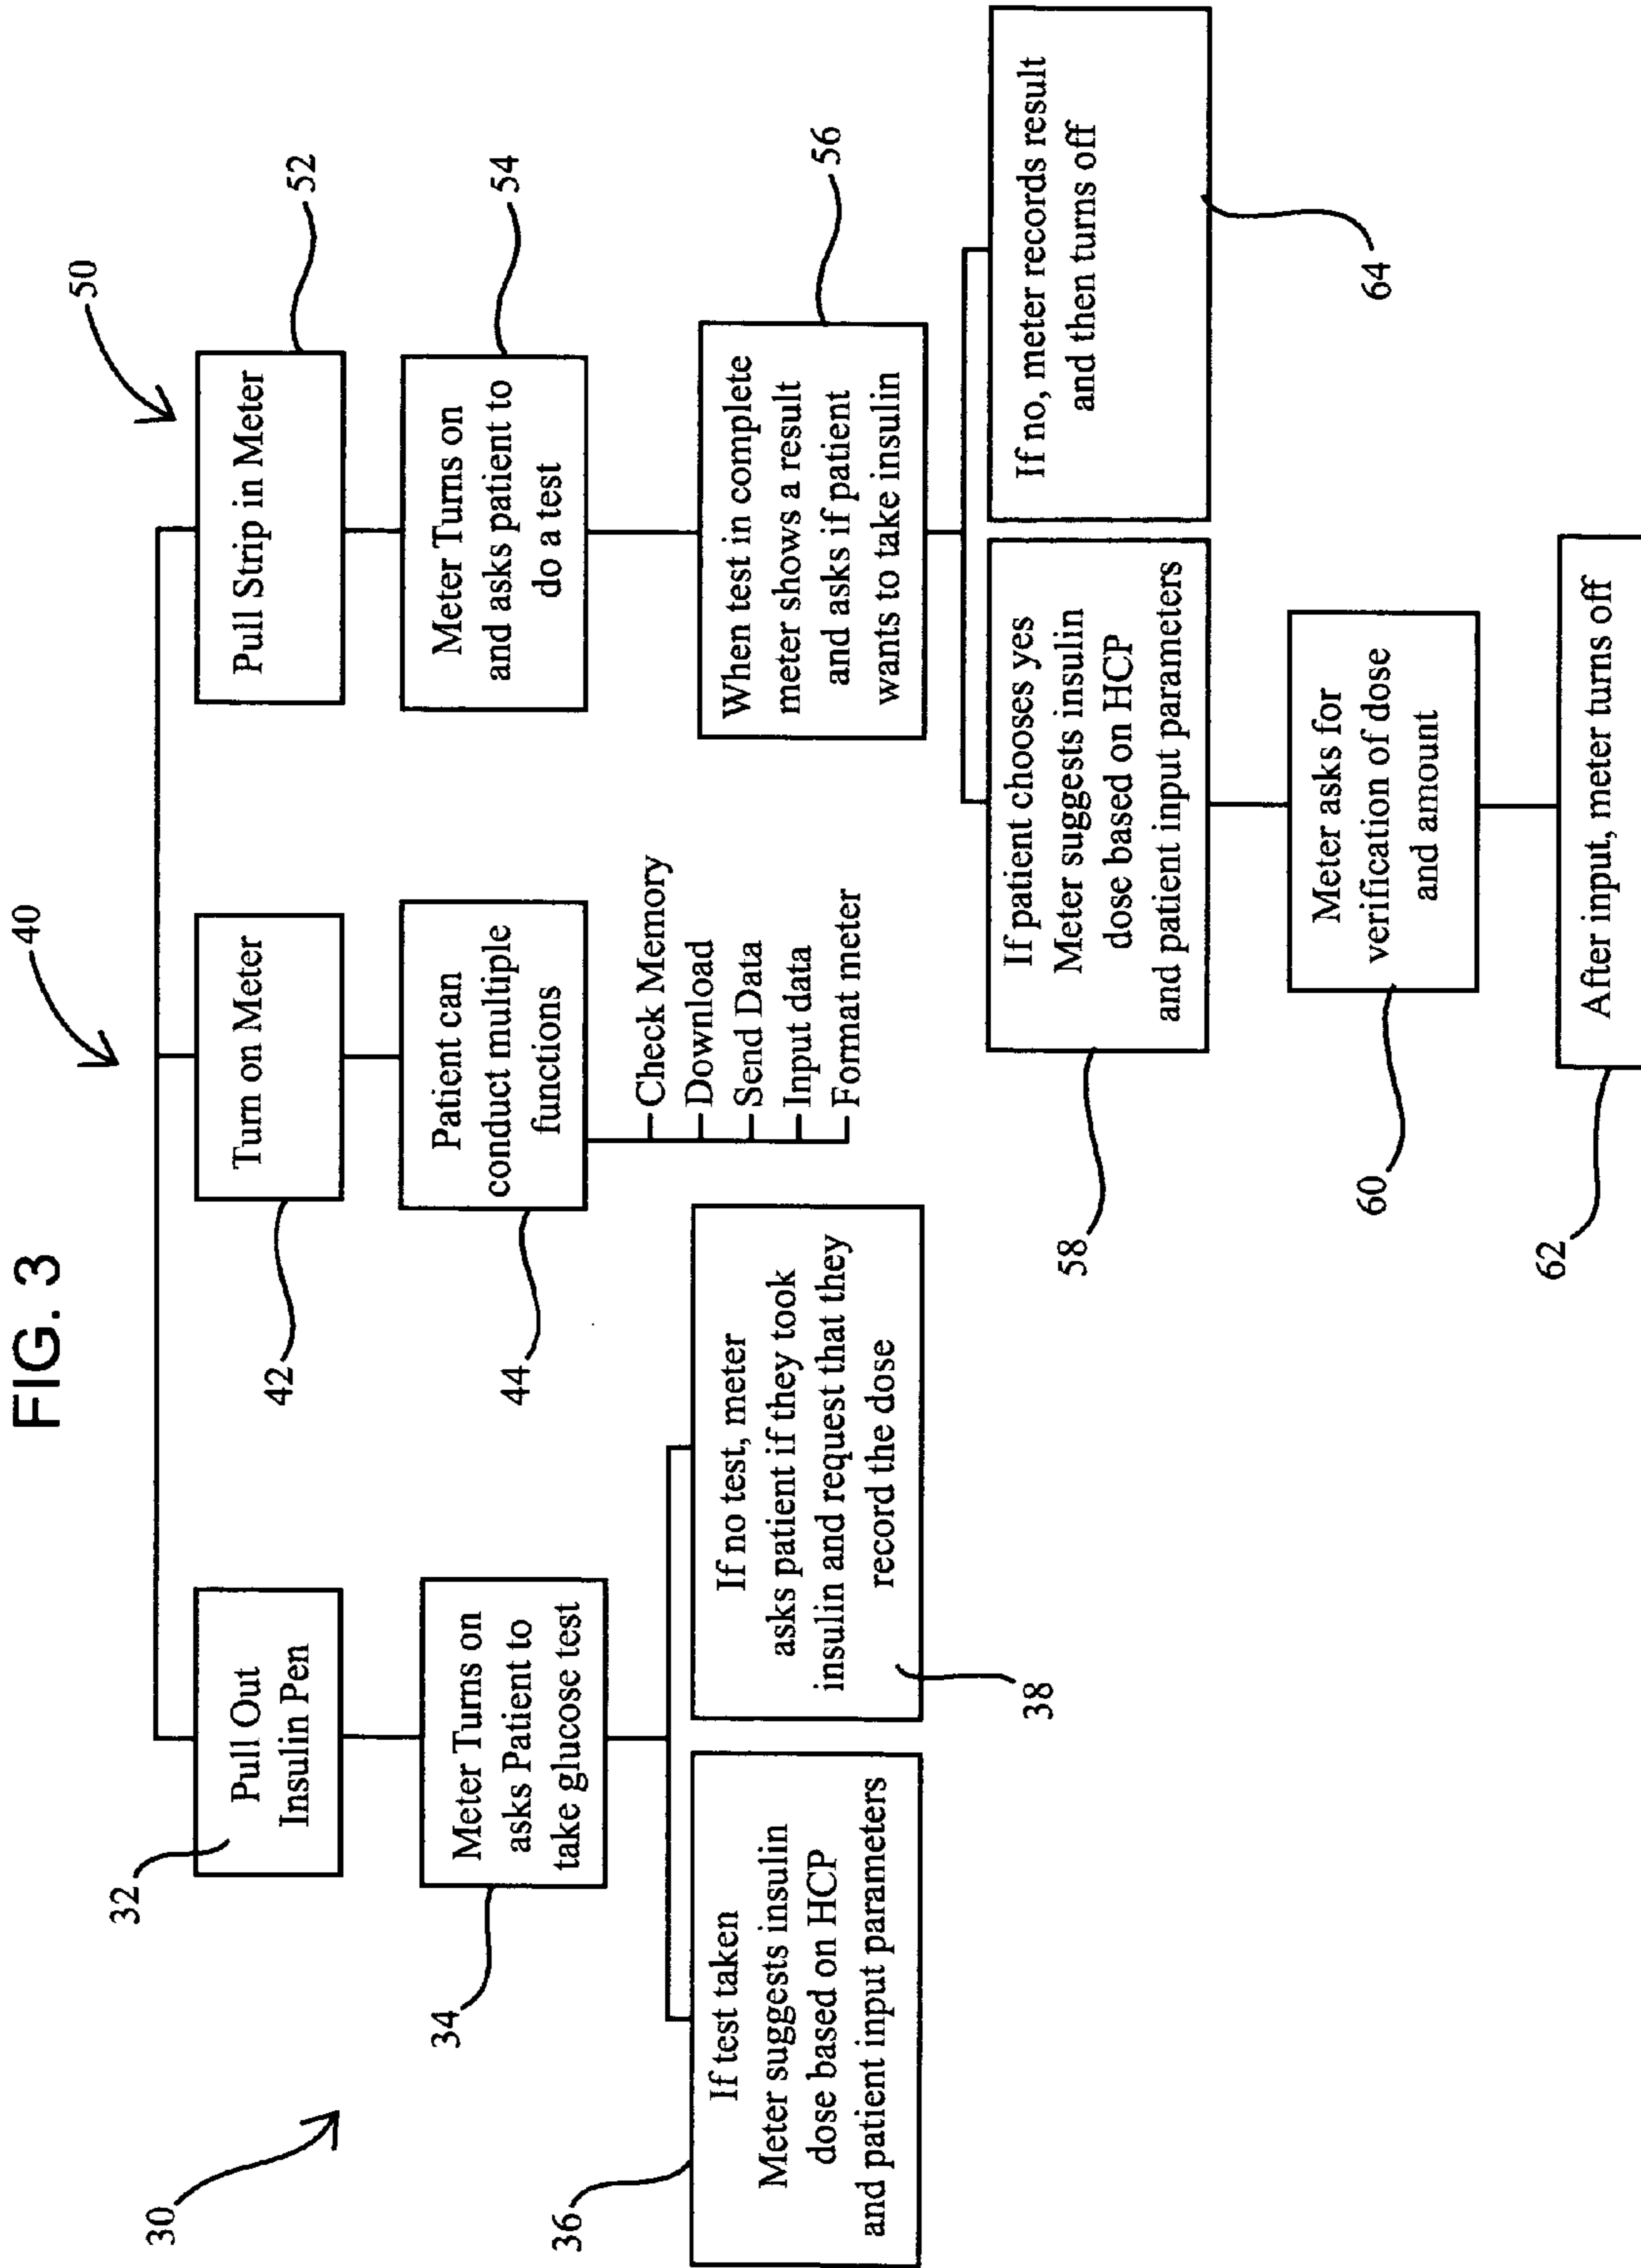 FIG. 3
30
40
50
32
Pull Out
Insulin Pen
34
Meter Turns on
asks Patient to
take glucose test
36
If test taken
Meter suggests insulin
dose based on HCP
and patient input parameters
If no test, meter
asks patient if they took
insulin and request that they
record the dose
38
Turn on Meter
42
Patient can
conduct multiple
functions
44
Check Memory
Download
Send Data
Input data
Format meter
Pull Strip in Meter
52
Meter Turns on
and asks patient to
do a test
54
When test in complete
meter shows a result
and asks if patient
wants to take insulin
56
If patient chooses yes
Meter suggests insulin
dose based on HCP
and patient input parameters
58
If no, meter records result
and then turns off
64
Meter asks for
verification of dose
and amount
60
After input, meter turns off
62